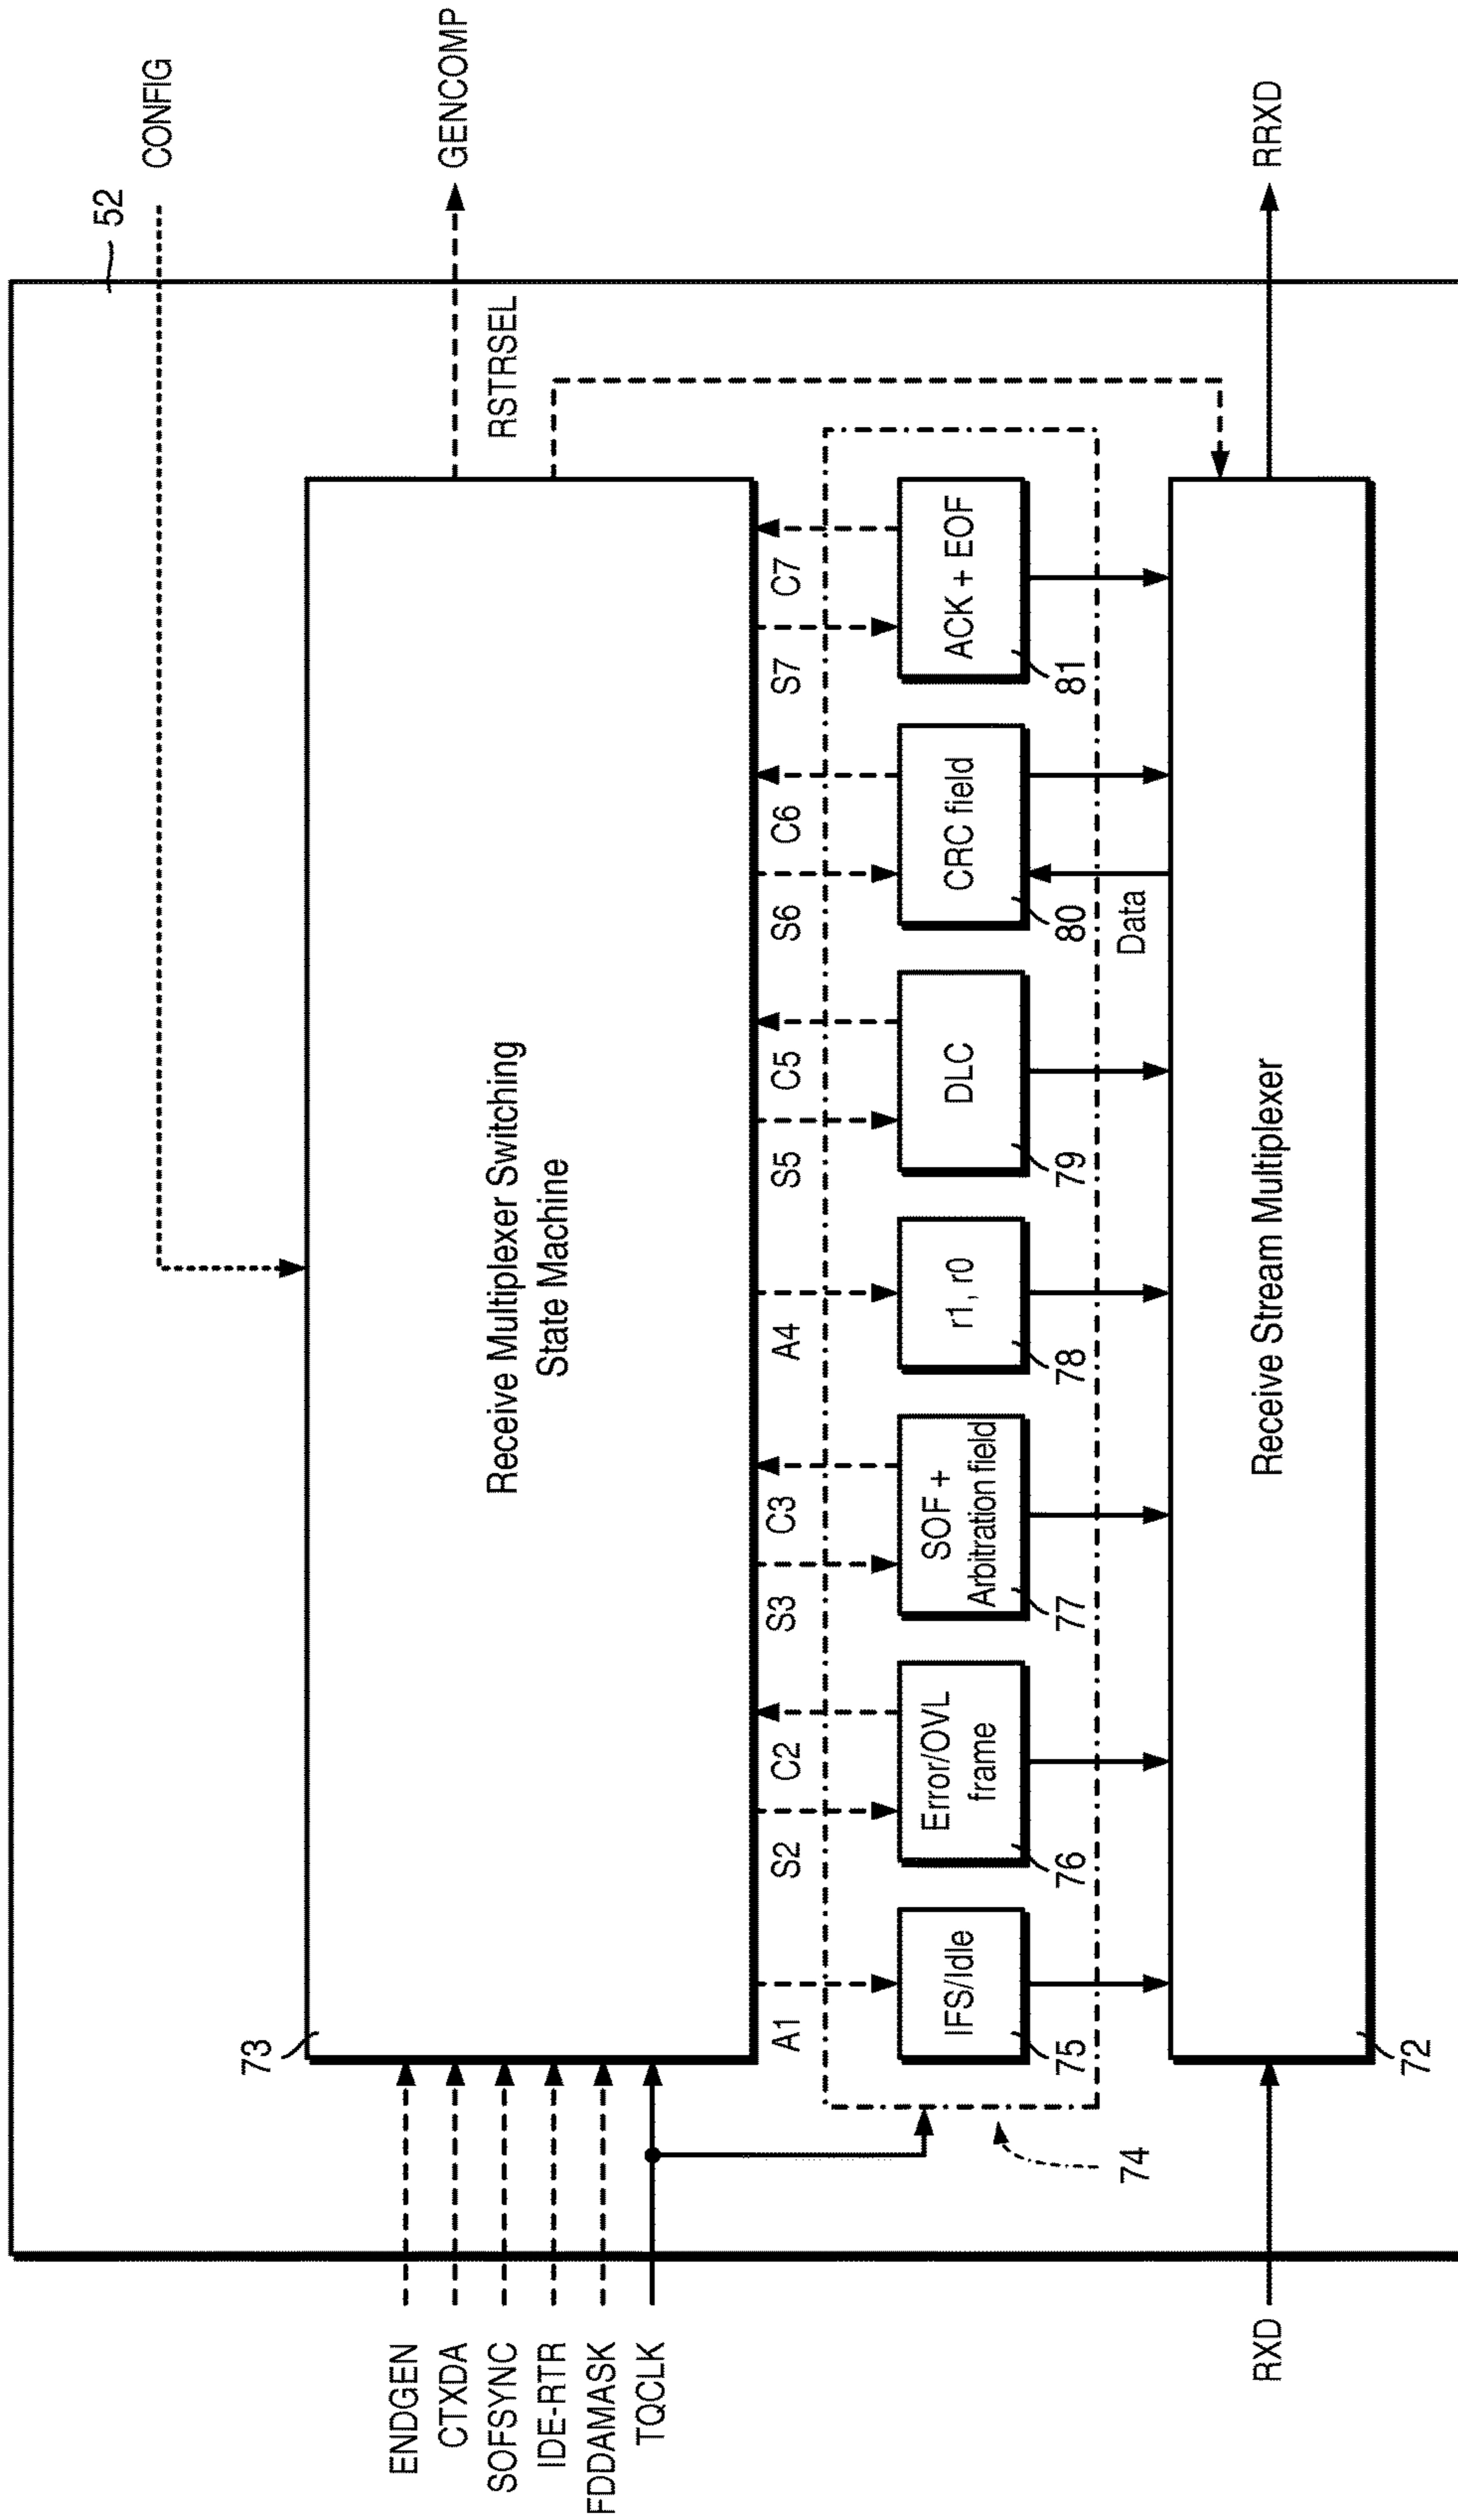 52
CONFIG
73
Receive Multiplexer Switching
State Machine
ENDGEN
CTXDA
SOFSYNC
IDE-RTR
FDDAMASK
TQCLK
GENCOMP
RSTRSEL
A1
S2
C2
S3
C3
A4
S5
C5
S6
C6
S7
C7
IFS/Idle
75
Error/OVL
frame
76
SOF +
Arbitration field
77
r1, r0
78
DLC
79
CRC field
80
ACK + EOF
81
Data
74
Receive Stream Multiplexer
72
RXD
RRXD